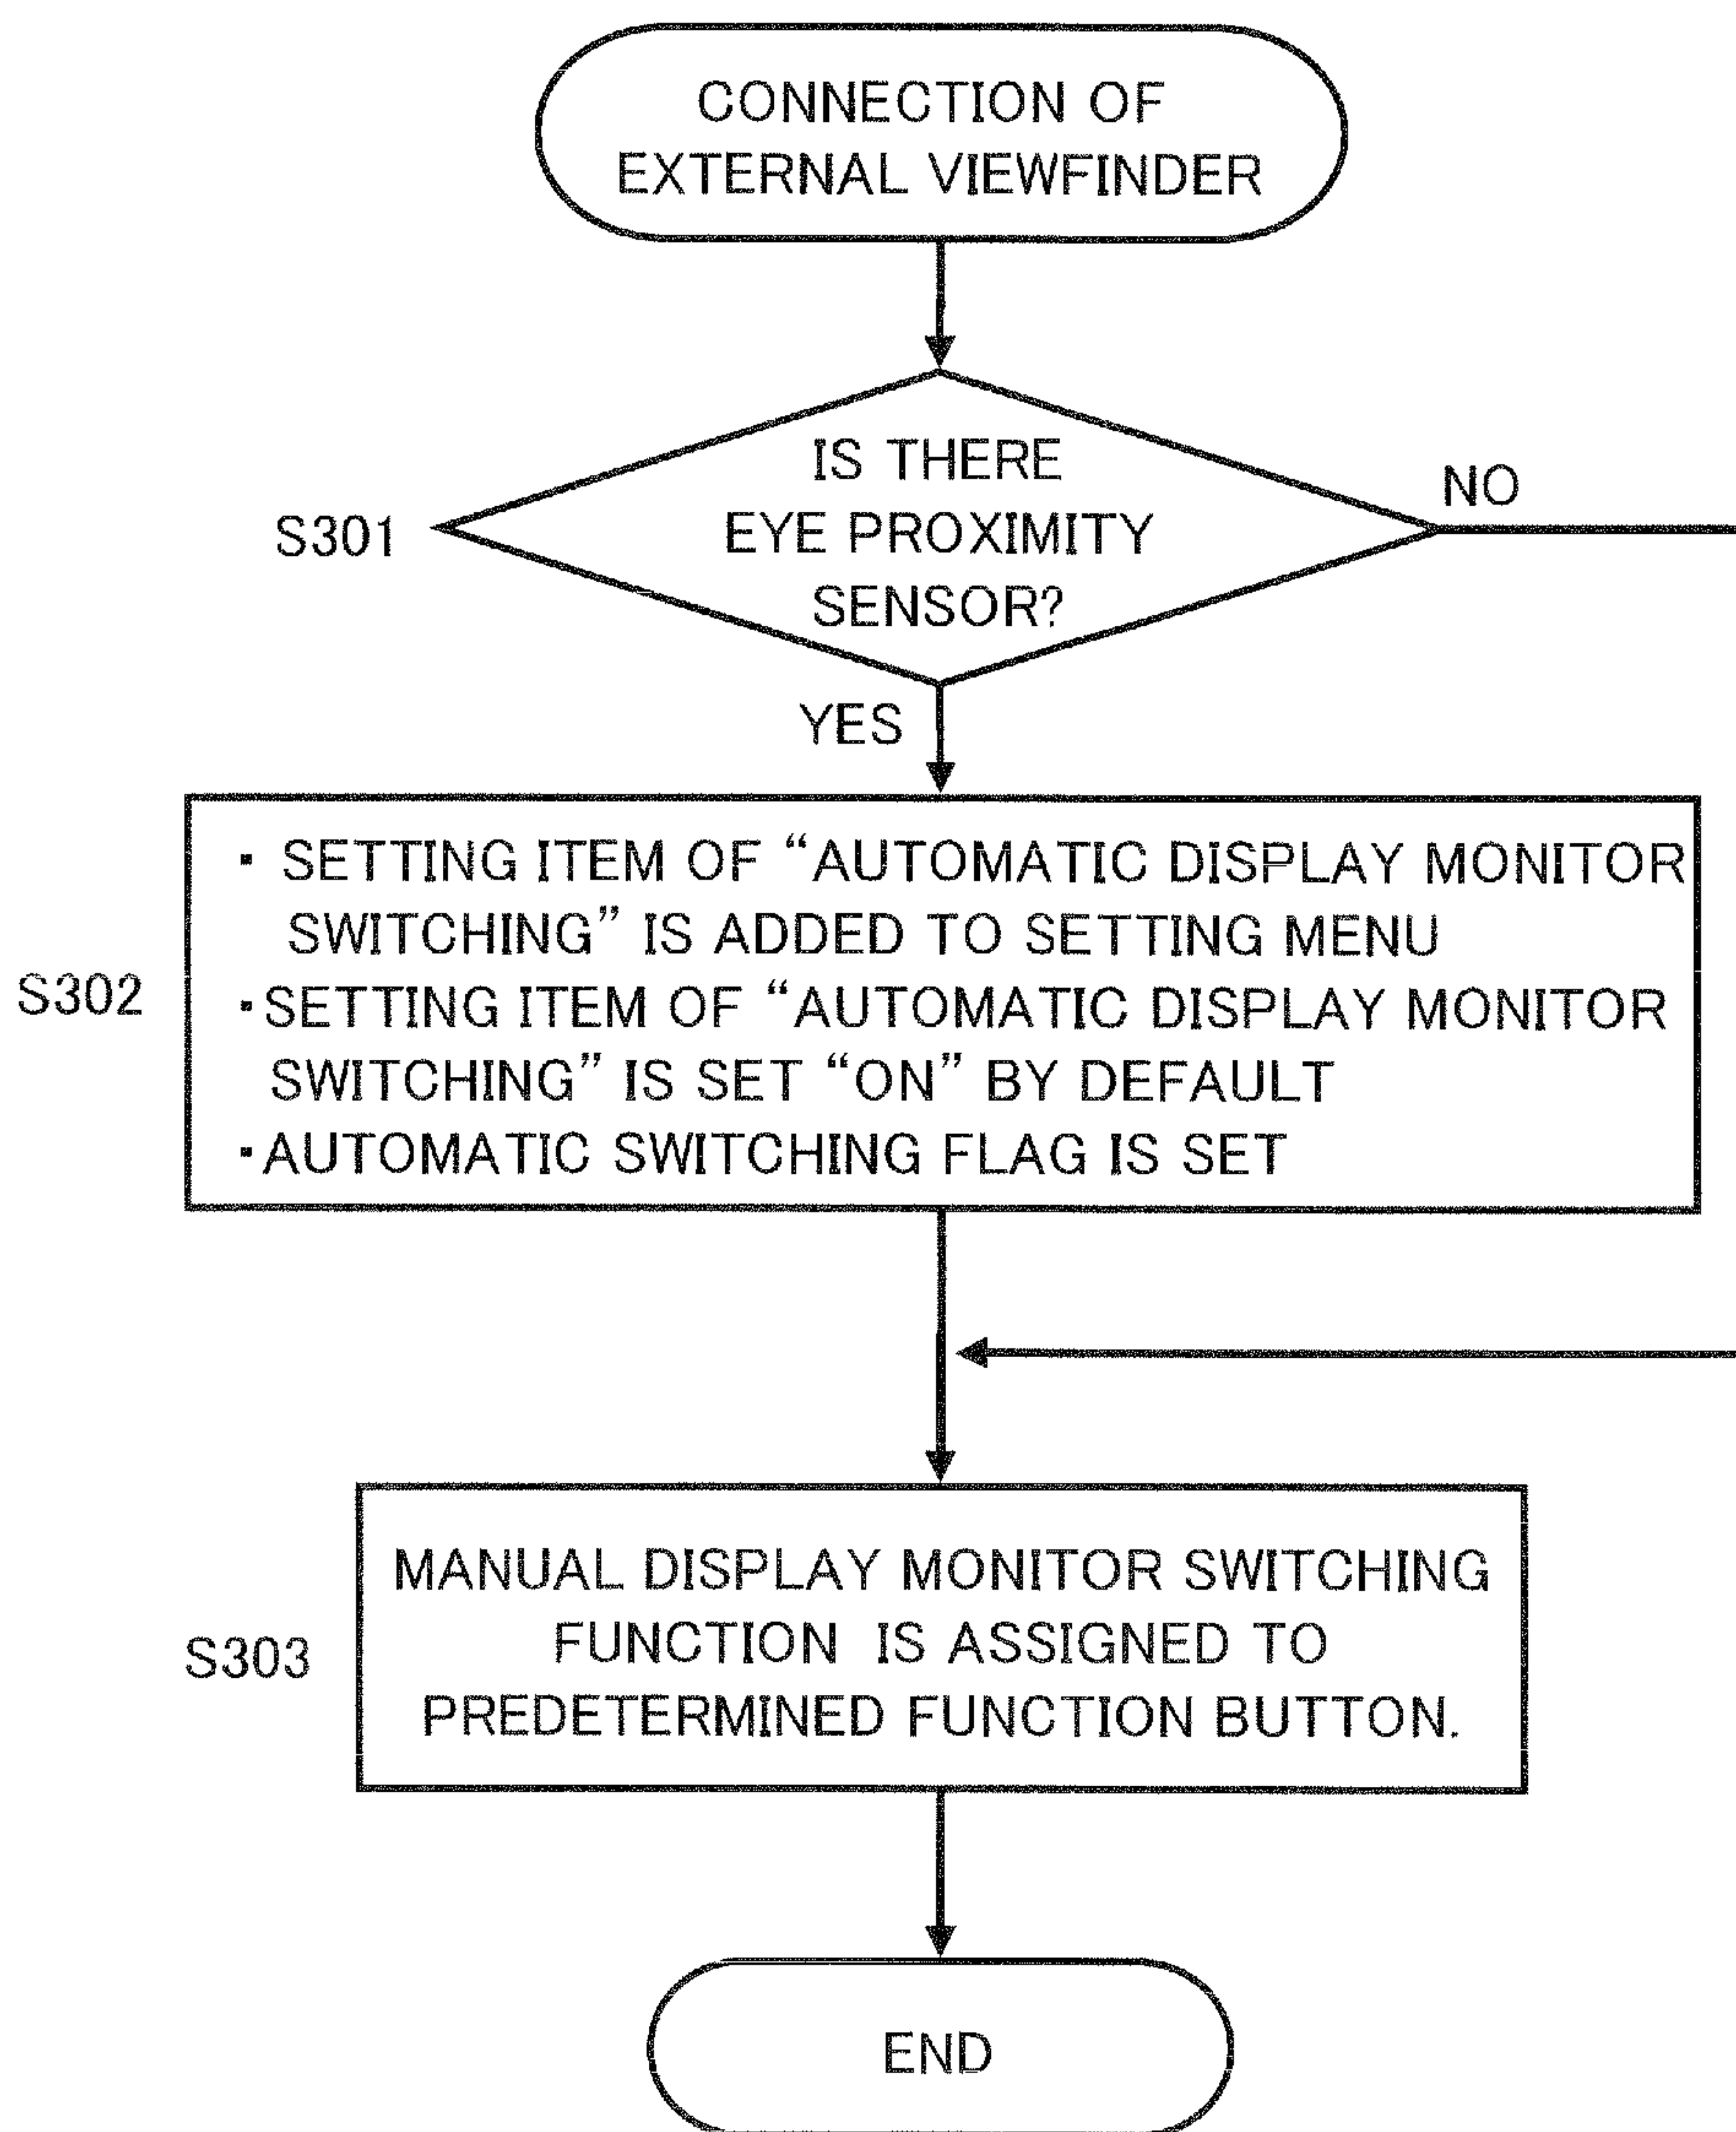 CONNECTION OF
EXTERNAL VIEWFINDER
IS THERE
EYE PROXIMITY
SENSOR?
NO
S301
YES
・ SETTING ITEM OF “AUTOMATIC DISPLAY MONITOR
SWITCHING” IS ADDED TO SETTING MENU
・SETTING ITEM OF “AUTOMATIC DISPLAY MONITOR
SWITCHING” IS SET “ON” BY DEFAULT
・AUTOMATIC SWITCHING FLAG IS SET
S302
MANUAL DISPLAY MONITOR SWITCHING
FUNCTION IS ASSIGNED TO
PREDETERMINED FUNCTION BUTTON.
S303
END